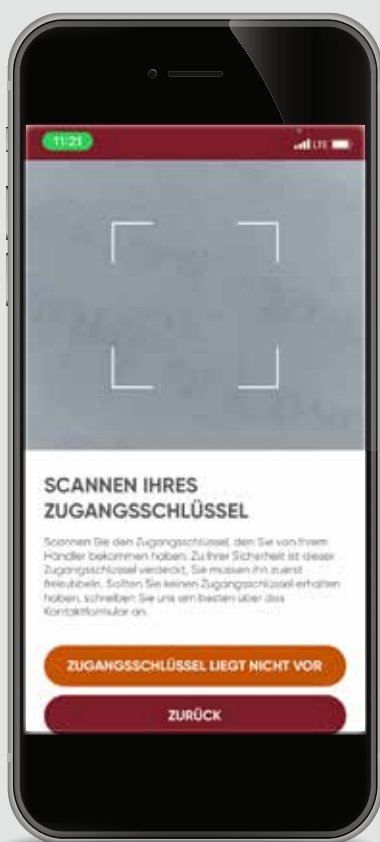 11:21
LTE
SCANNEN IHRES
ZUGANGSSCHLÜSSEL
Scannen Sie den Zugangsschlüssel, den Sie von Ihrem
Händler bekommen haben. Zu Ihrer Sicherheit ist dieser
Zugangsschlüssel verdeckt, Sie müssen ihn zuerst
freirubbeln. Sollten Sie keinen Zugangsschlüssel erhalten
haben, schreiben Sie uns am besten über das
Kontaktformular an.
ZUGANGSSCHLÜSSEL LIEGT NICHT VOR
ZURÜCK